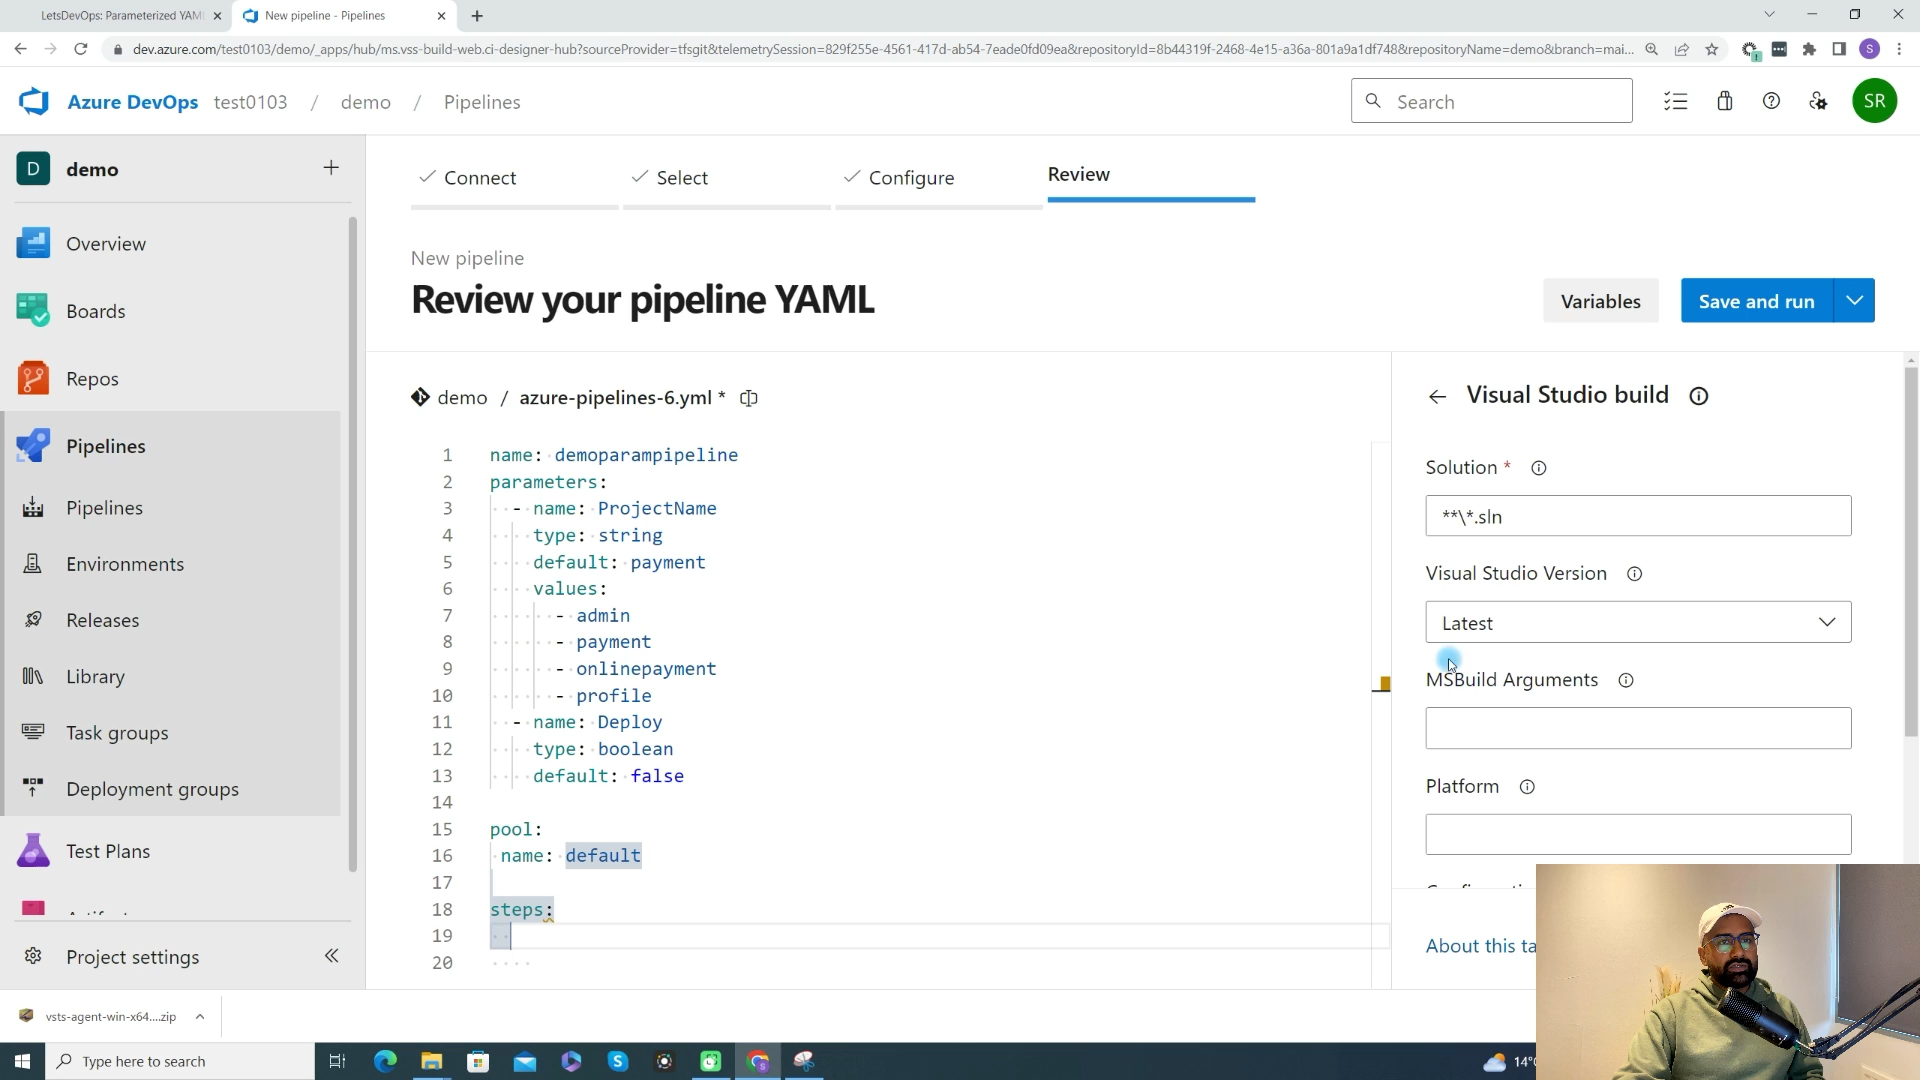 LetsDevOps: Parameterized YAM
New pipeline - Pipelines
dev.azure.com/test0103/demo/_apps/hub/ms.vss-build-web.ci-designer-hub?sourceProvider=tfsgit&telemetrySession=829f255e-4561-417d-ab54-7eade0fd09ea&repositoryId=8b44319f-2468-4e15-a36a-801a9a1df748&repositoryName=demo&branch=mai...
S
Azure DevOps test0103 / demo / Pipelines
Search
SR
D demo
Overview
Boards
Repos
Pipelines
Pipelines
Environments
Releases
Library
Task groups
Deployment groups
Test Plans
Project settings
Connect
Select
Configure
Review
New pipeline
Review your pipeline YAML
Variables
Save and run
demo / azure-pipelines-6.yml *
1 name: demoparampipeline
2 parameters:
3 - name: ProjectName
4 type: string
5 default: payment
6 values:
7 - admin
8 - payment
9 - onlinepayment
10 - profile
11 - name: Deploy
12 type: boolean
13 default: false
14
15 pool:
16 name: default
17
18 steps:
19
20
Visual Studio build
Solution *
**\*.sln
Visual Studio Version
Latest
MSBuild Arguments
Platform
About this ta
vsts-agent-win-x64....zip
Type here to search
14°